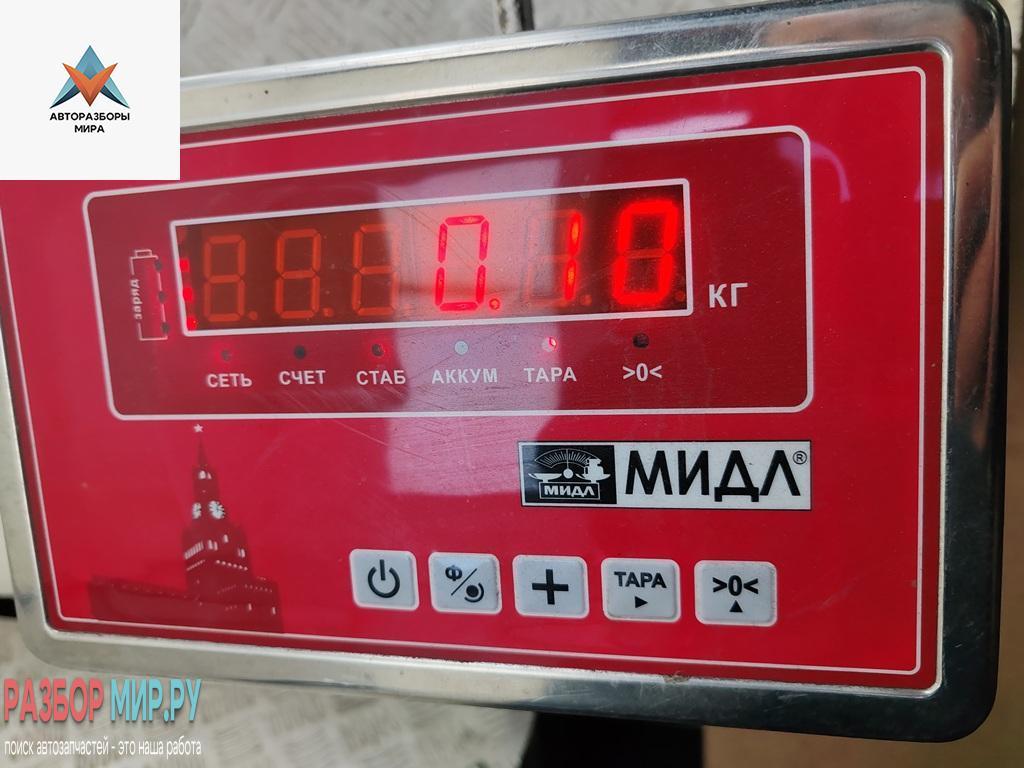 АВТОРАЗБОРЫ
МИРА
заряд
0.10
КГ
СЕТЬ СЧЕТ СТАБ АККУМ ТАРА >0<
МИДЛ МИДЛ®
Ф ТАРА >0<
РАЗБОР МИР.РУ
поиск автозапчастей - это наша работа